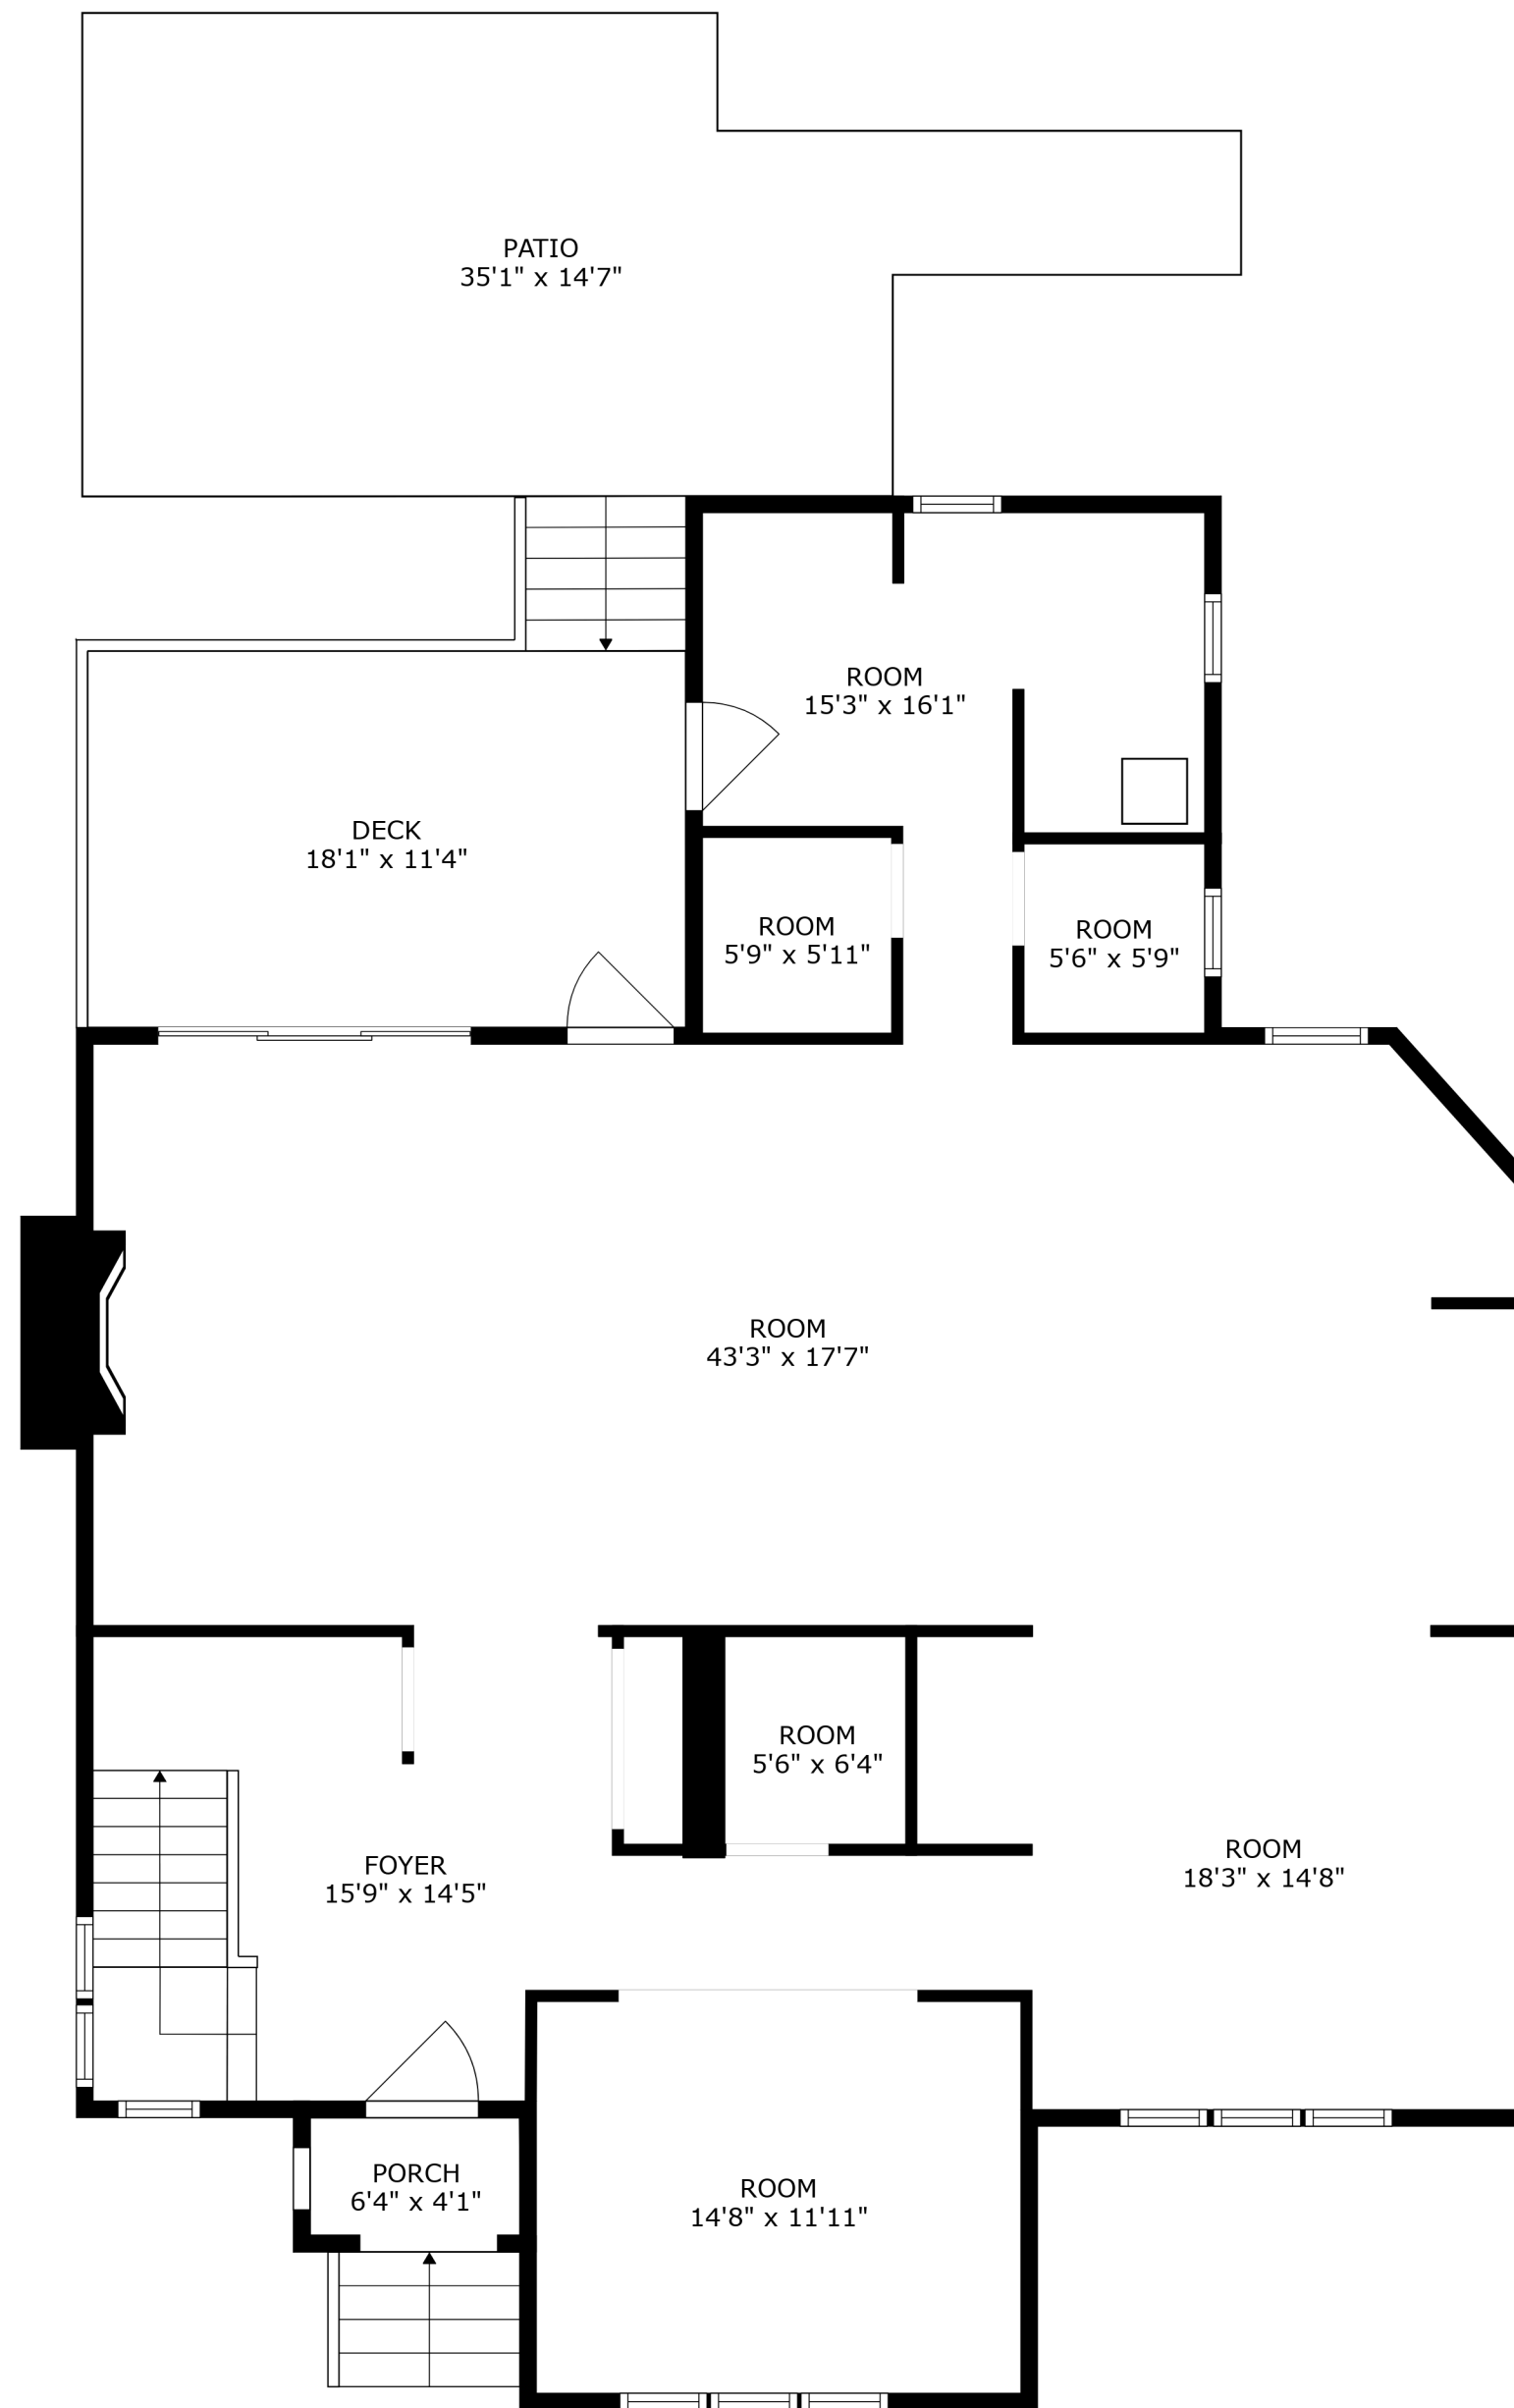 PATIO
35'1" x 14'7"
ROOM
15'3" x 16'1"
DECK
18'1" x 11'4"
ROOM
5'9" x 5'11"
ROOM
5'6" x 5'9"
ROOM
43'3" x 17'7"
ROOM
5'6" x 6'4"
ROOM
18'3" x 14'8"
FOYER
15'9" x 14'5"
PORCH
6'4" x 4'1"
ROOM
14'8" x 11'11"